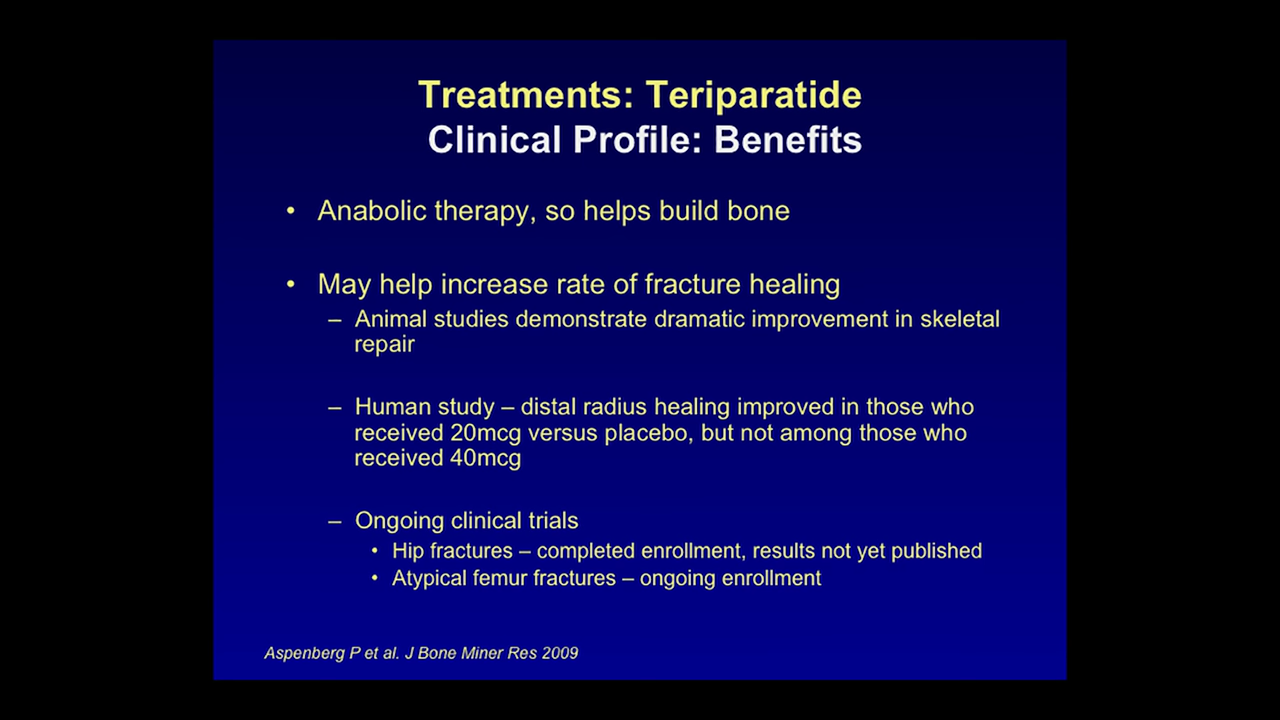 Treatments: Teriparatide
Clinical Profile: Benefits
• Anabolic therapy, so helps build bone
• May help increase rate of fracture healing
– Animal studies demonstrate dramatic improvement in skeletal
repair
– Human study – distal radius healing improved in those who
received 20mcg versus placebo, but not among those who
received 40mcg
– Ongoing clinical trials
• Hip fractures – completed enrollment, results not yet published
• Atypical femur fractures – ongoing enrollment
Aspenberg P et al. J Bone Miner Res 2009